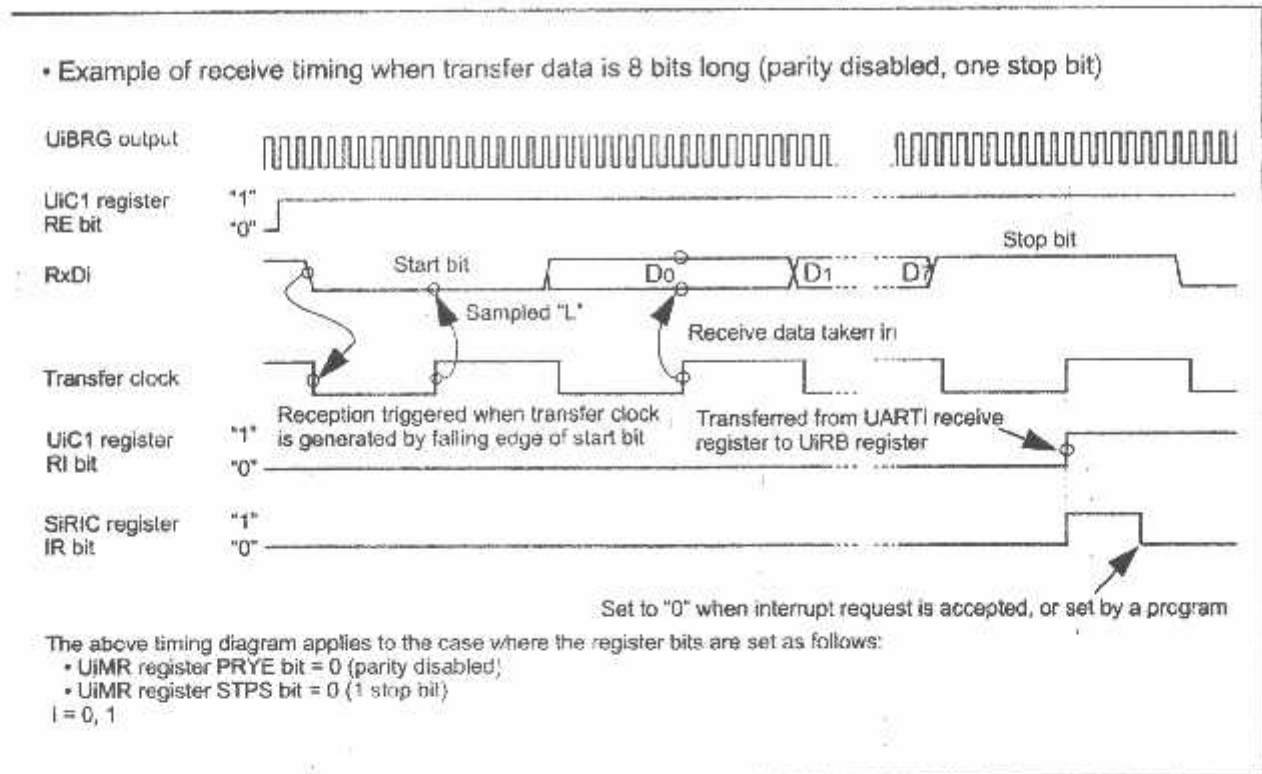 • Example of receive timing when transfer data is 8 bits long (parity disabled, one stop bit)
UiBRG output
UiC1 register
RE bit
"1"
"0"
RxDi
Start bit
D0
D1
D7
Stop bit
Sampled "L"
Receive data taken in
Transfer clock
Reception triggered when transfer clock
is generated by falling edge of start bit
Transferred from UARTi receive
register to UiRB register
UiC1 register
RI bit
"1"
"0"
SiRIC register
IR bit
"1"
"0"
Set to "0" when interrupt request is accepted, or set by a program
The above timing diagram applies to the case where the register bits are set as follows:
• UiMR register PRYE bit = 0 (parity disabled)
• UiMR register STPS bit = 0 (1 stop bit)
i = 0, 1